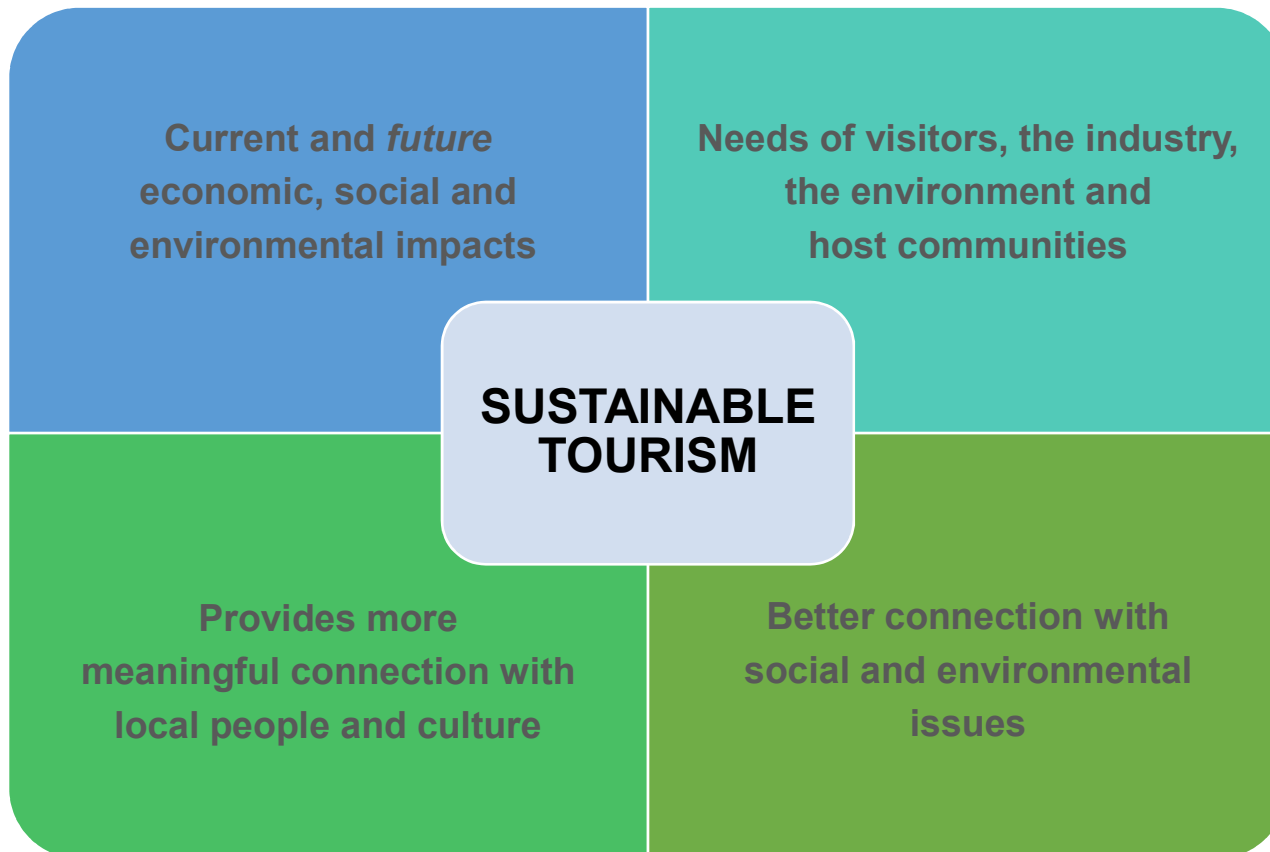 Current and future
economic, social and
environmental impacts
Needs of visitors, the industry,
the environment and
host communities
SUSTAINABLE
TOURISM
Provides more
meaningful connection with
local people and culture
Better connection with
social and environmental
issues